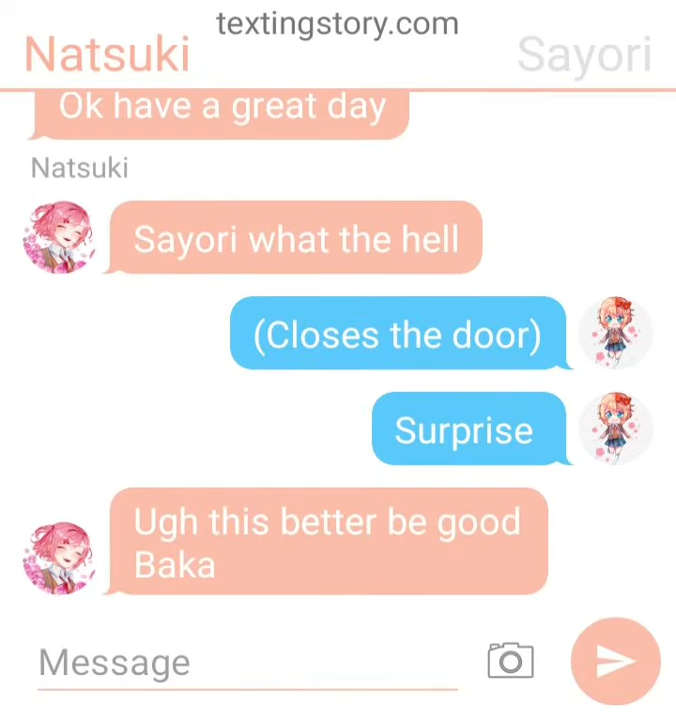 textingstory.com
Natsuki
Sayori
Ok have a great day
Natsuki
Sayori what the hell
(Closes the door)
Surprise
Ugh this better be good
Baka
Message